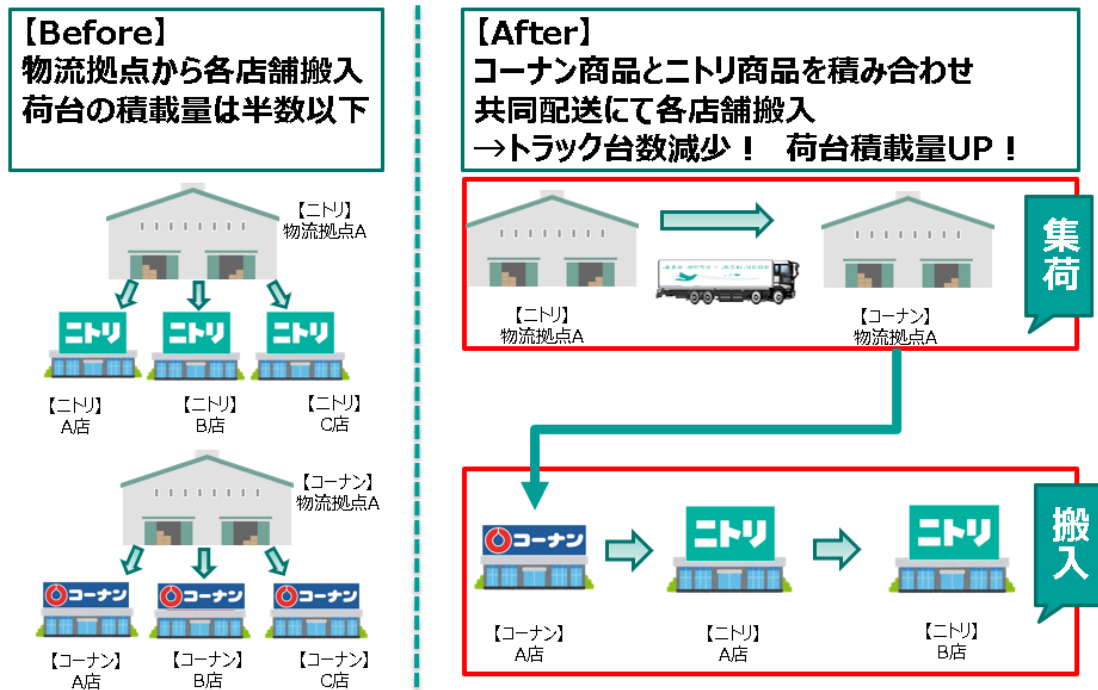 【Before】
物流拠点から各店舗搬入
荷台の積載量は半数以下
【ニトリ】
物流拠点A
ニトリ
ニトリ
ニトリ
【ニトリ】
A店
【ニトリ】
B店
【ニトリ】
C店
【コーナン】
物流拠点A
コーナン
コーナン
コーナン
【コーナン】
A店
【コーナン】
B店
【コーナン】
C店
【After】
コーナン商品とニトリ商品を積み合わせ
共同配送にて各店舗搬入
→トラック台数減少！ 荷台積載量UP！
集荷
【ニトリ】
物流拠点A
【コーナン】
物流拠点A
搬入
コーナン
ニトリ
ニトリ
【コーナン】
A店
【ニトリ】
A店
【ニトリ】
B店